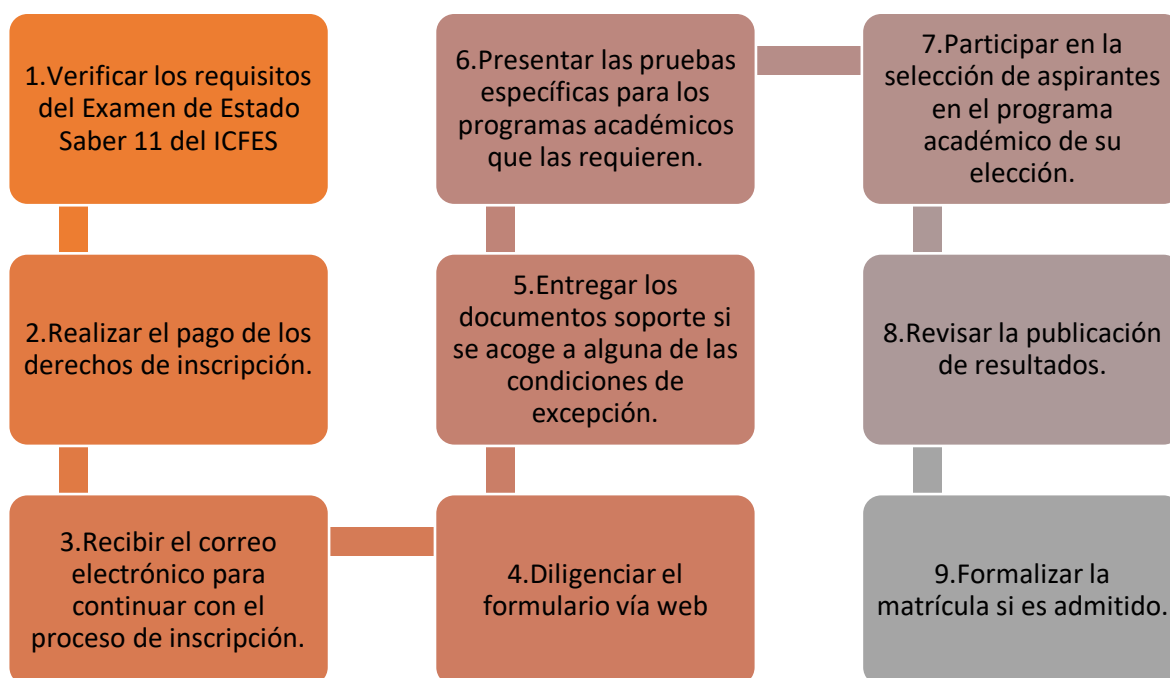 1.Verificar los requisitos
del Examen de Estado
Saber 11 del ICFES
2.Realizar el pago de los
derechos de inscripción.
3.Recibir el correo
electrónico para
continuar con el
proceso de inscripción.
4.Diligenciar el
formulario vía web
5.Entregar los
documentos soporte si
se acoge a alguna de las
condiciones de
excepción.
6.Presentar las pruebas
específicas para los
programas académicos
que las requieren.
7.Participar en la
selección de aspirantes
en el programa
académico de su
elección.
8.Revisar la publicación
de resultados.
9.Formalizar la
matrícula si es admitido.